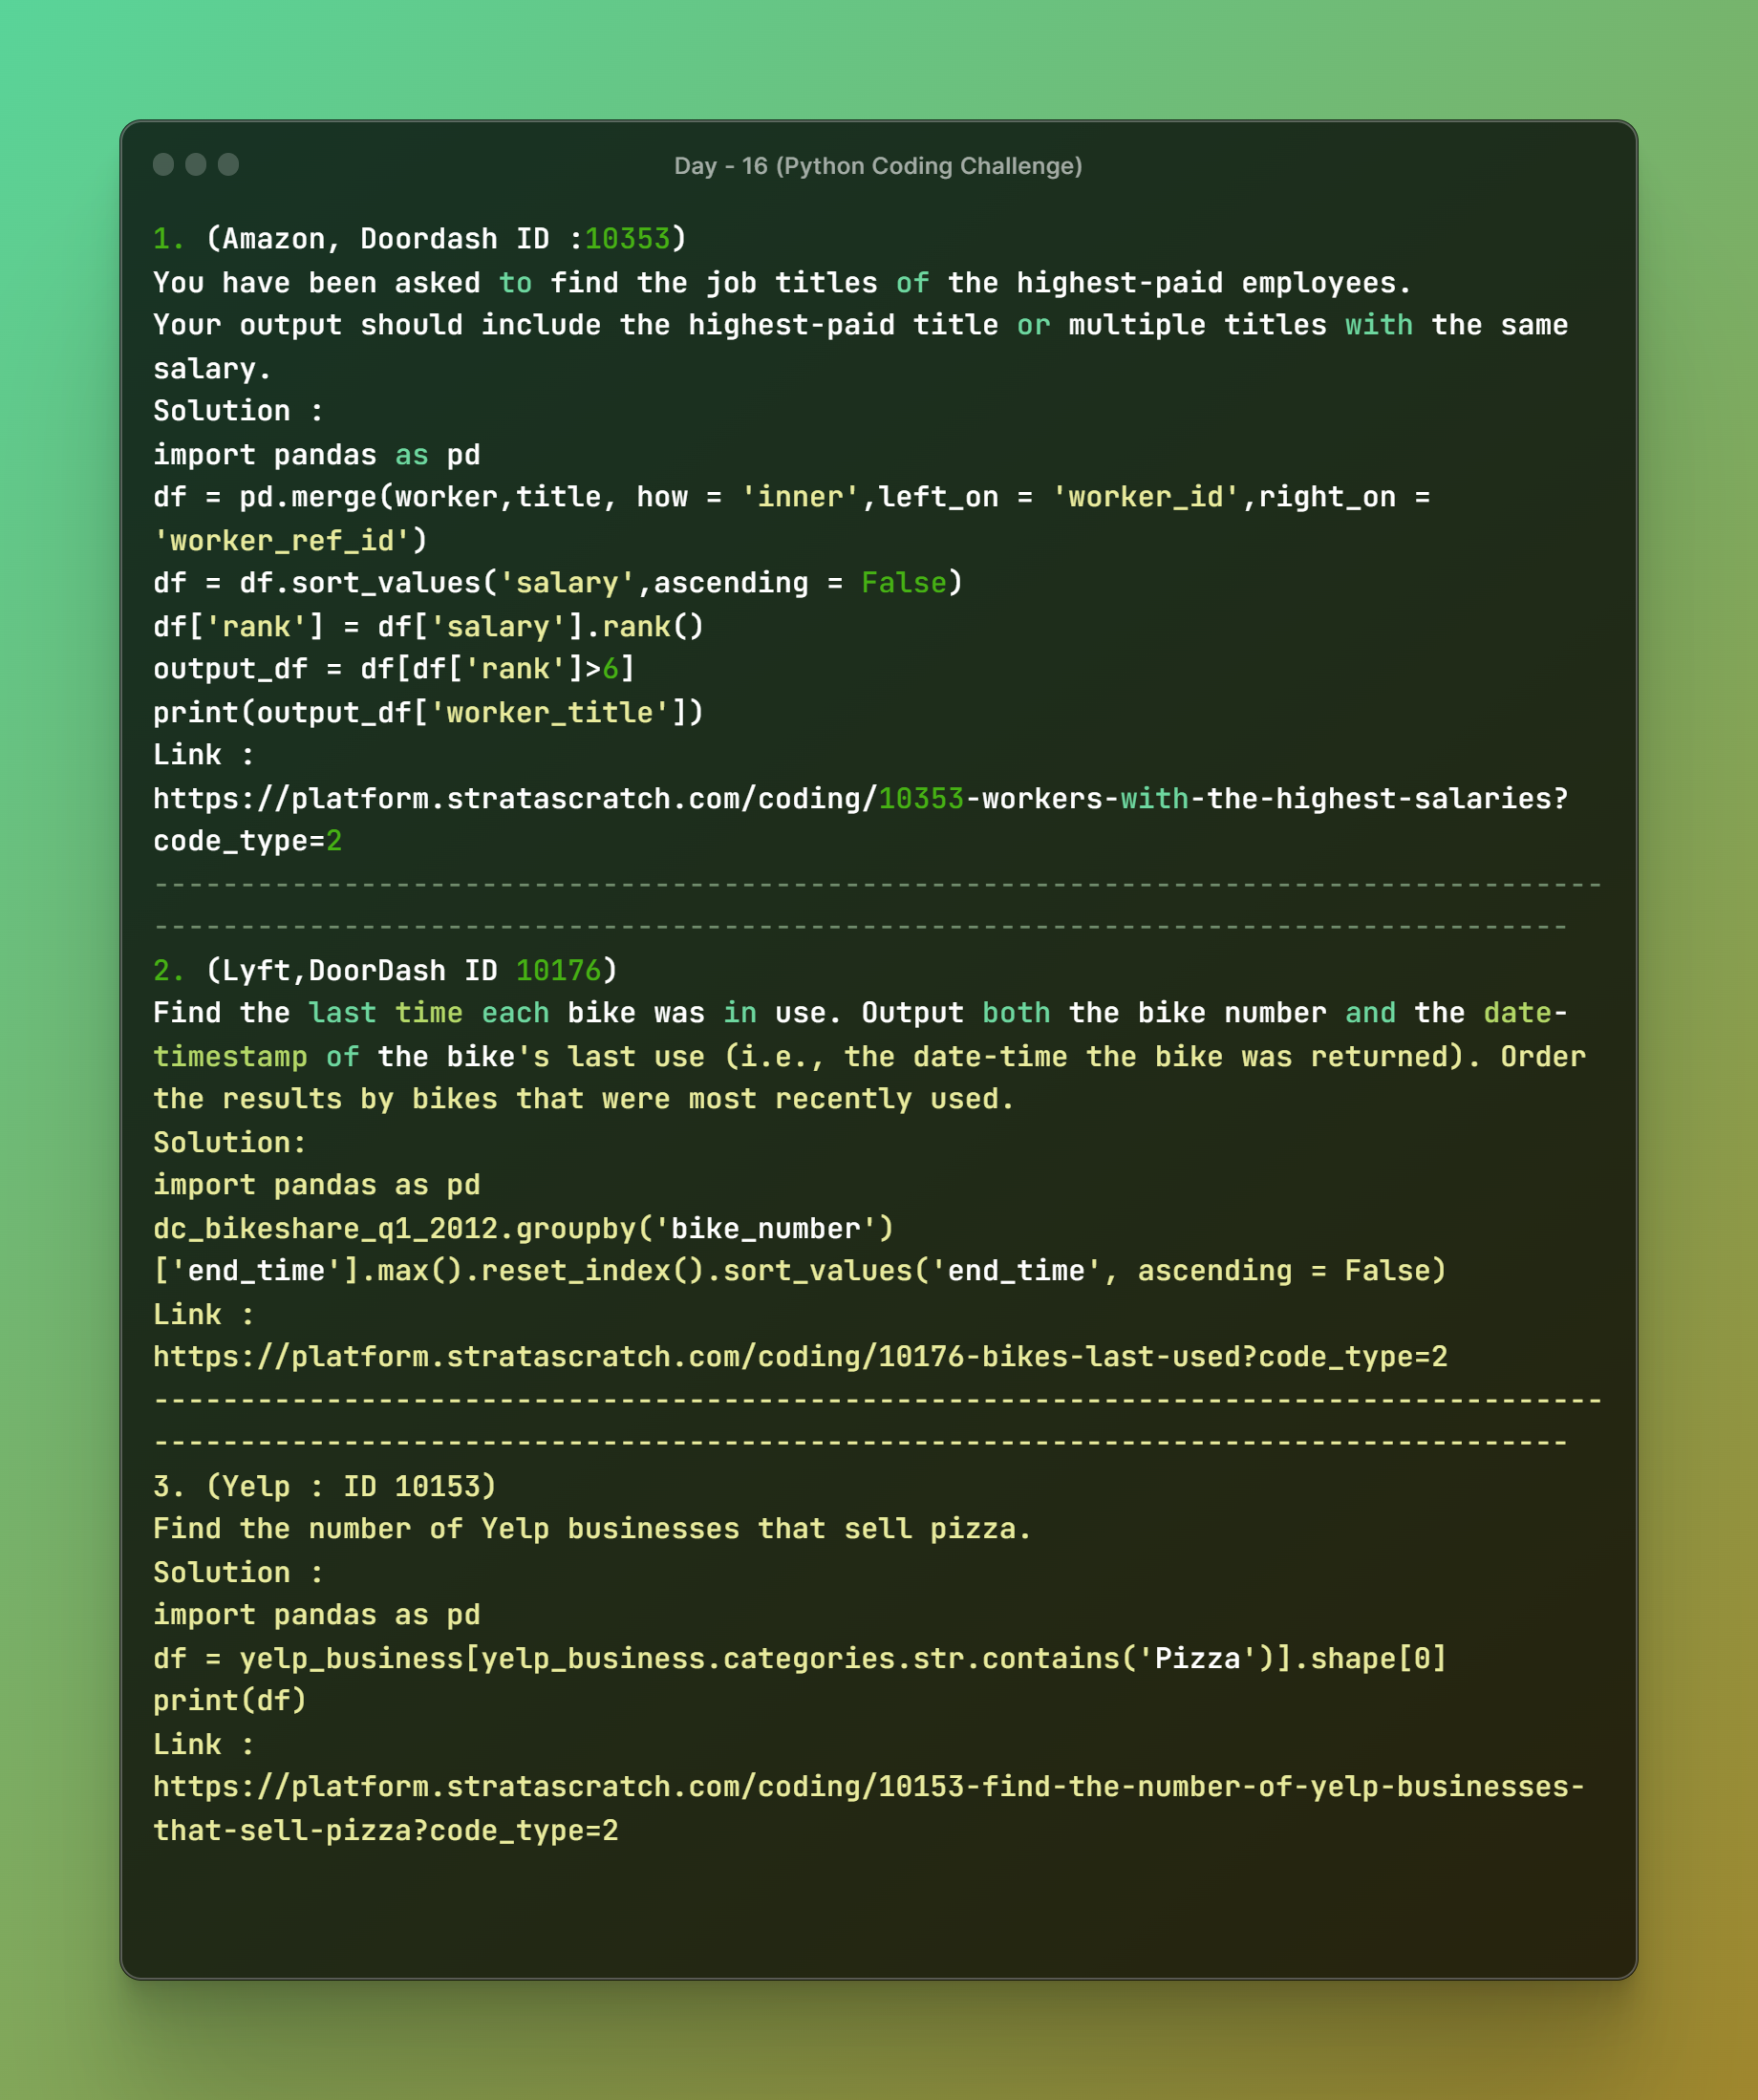 Day - 16 (Python Coding Challenge)
1. (Amazon, Doordash ID :10353)
You have been asked to find the job titles of the highest-paid employees.
Your output should include the highest-paid title or multiple titles with the same
salary.
Solution :
import pandas as pd
df = pd.merge(worker,title, how = 'inner',left_on = 'worker_id',right_on =
'worker_ref_id')
df = df.sort_values('salary',ascending = False)
df['rank'] = df['salary'].rank()
output_df = df[df['rank']>6]
print(output_df['worker_title'])
Link :
https://platform.stratascratch.com/coding/10353-workers-with-the-highest-salaries?
code_type=2
------------------------------------------------------------------------------------
----------------------------------------------------------------------------------
2. (Lyft,DoorDash ID 10176)
Find the last time each bike was in use. Output both the bike number and the date-
timestamp of the bike's last use (i.e., the date-time the bike was returned). Order
the results by bikes that were most recently used.
Solution:
import pandas as pd
dc_bikeshare_q1_2012.groupby('bike_number')
['end_time'].max().reset_index().sort_values('end_time', ascending = False)
Link :
https://platform.stratascratch.com/coding/10176-bikes-last-used?code_type=2
------------------------------------------------------------------------------------
----------------------------------------------------------------------------------
3. (Yelp : ID 10153)
Find the number of Yelp businesses that sell pizza.
Solution :
import pandas as pd
df = yelp_business[yelp_business.categories.str.contains('Pizza')].shape[0]
print(df)
Link :
https://platform.stratascratch.com/coding/10153-find-the-number-of-yelp-businesses-
that-sell-pizza?code_type=2